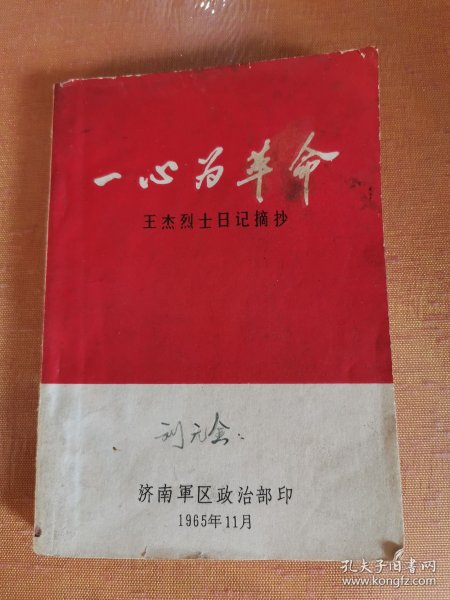 一心为革命
王杰烈士日记摘抄
刘元金
济南軍区政治部印
1965年11月
孔夫子旧书网
www.kongfz.com